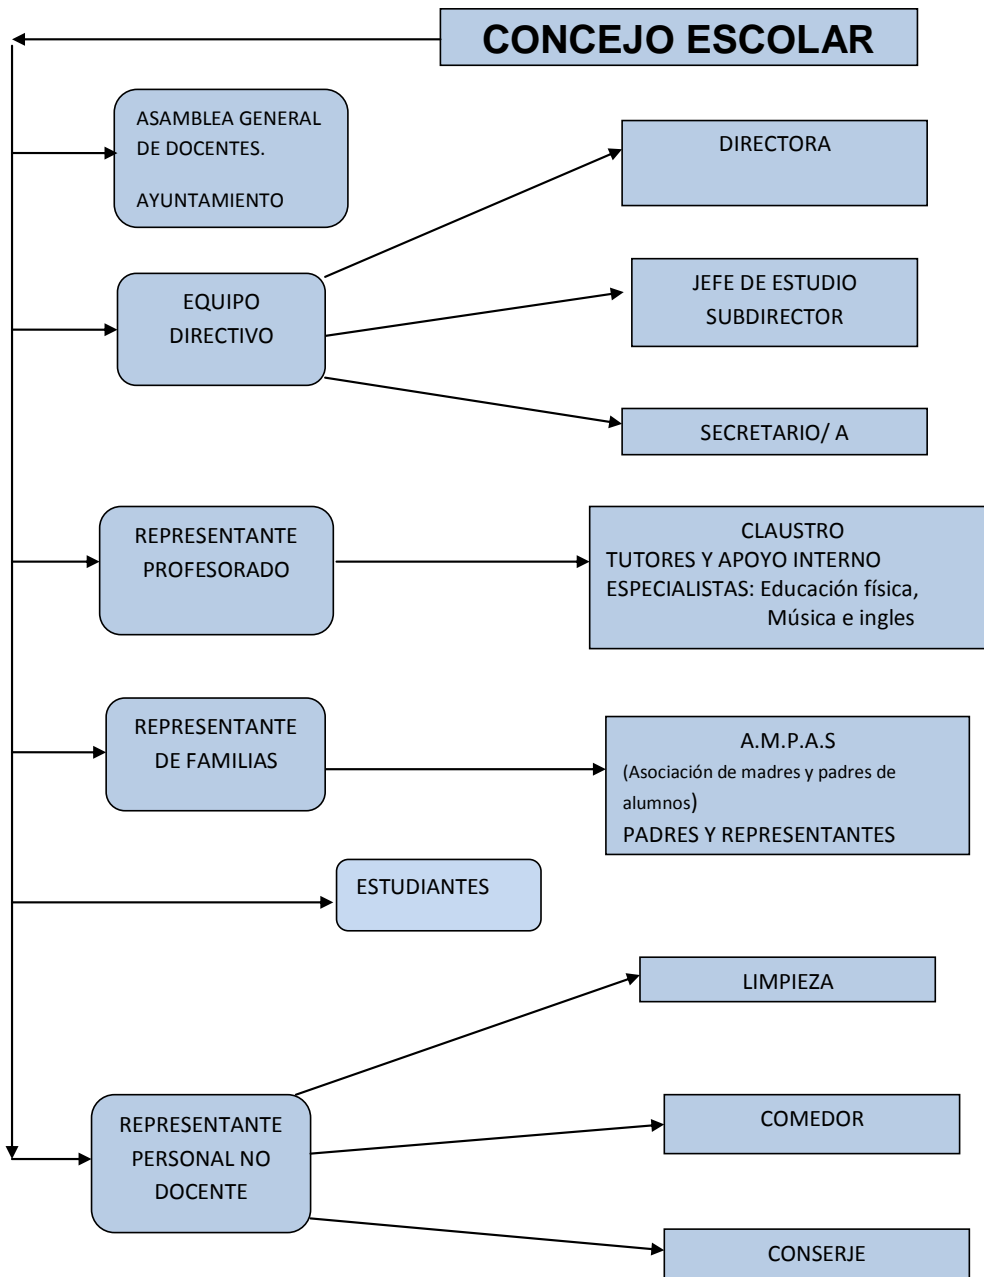 CONCEJO ESCOLAR
ASAMBLEA GENERAL
DE DOCENTES.
AYUNTAMIENTO
DIRECTORA
EQUIPO
DIRECTIVO
JEFE DE ESTUDIO
SUBDIRECTOR
SECRETARIO/ A
REPRESENTANTE
PROFESORADO
CLAUSTRO
TUTORES Y APOYO INTERNO
ESPECIALISTAS: Educación física,
Música e ingles
REPRESENTANTE
DE FAMILIAS
A.M.P.A.S
(Asociación de madres y padres de
alumnos)
PADRES Y REPRESENTANTES
ESTUDIANTES
LIMPIEZA
REPRESENTANTE
PERSONAL NO
DOCENTE
COMEDOR
CONSERJE